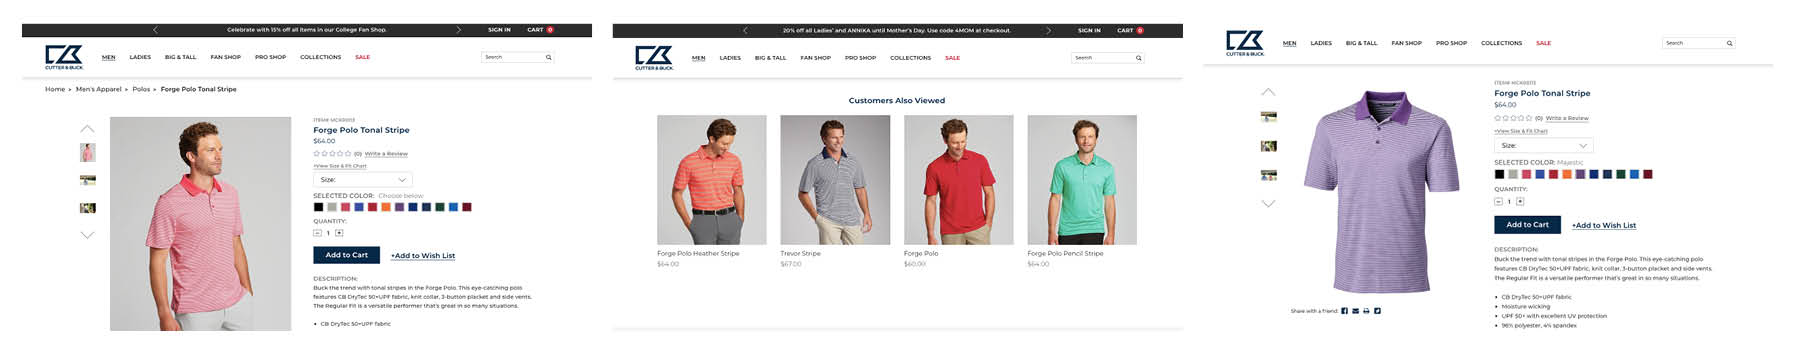 Celebrate with 15% off all items in our College Fan Shop.
SIGN IN
CART 0
CUTTER & BUCK
MEN
LADIES
BIG & TALL
FAN SHOP
PRO SHOP
COLLECTIONS
SALE
Search
Home > Men's Apparel > Polos > Forge Polo Tonal Stripe
Forge Polo Tonal Stripe
$64.00
(0) Write a Review
+View Size & Fit Chart
Size:
SELECTED COLOR: Choose below:
QUANTITY:
- 1 +
Add to Cart
+Add to Wish List
DESCRIPTION:
Buck the trend with tonal stripes in the Forge Polo. This eye-catching polo
features CB DryTec 50+UPF fabric, knit collar, 3-button placket and side vents.
The Regular Fit is a versatile performer that's great in so many situations.
• CB DryTec 50+UPF fabric
20% off all Ladies' and ANNIKA until Mother's Day. Use code 4MOM at checkout.
SIGN IN
CART 0
CUTTER & BUCK
MEN
LADIES
BIG & TALL
FAN SHOP
PRO SHOP
COLLECTIONS
SALE
Search
Customers Also Viewed
Forge Polo Heather Stripe
$64.00
Trevor Stripe
$67.00
Forge Polo
$60.00
Forge Polo Pencil Stripe
$64.00
CUTTER & BUCK
MEN
LADIES
BIG & TALL
FAN SHOP
PRO SHOP
COLLECTIONS
SALE
Search
Forge Polo Tonal Stripe
$64.00
(0) Write a Review
+View Size & Fit Chart
Size:
SELECTED COLOR: Majestic
QUANTITY:
- 1 +
Add to Cart
+Add to Wish List
DESCRIPTION:
Buck the trend with tonal stripes in the Forge Polo. This eye-catching polo
features CB DryTec 50+UPF fabric, knit collar, 3-button placket and side vents.
The Regular Fit is a versatile performer that's great in so many situations.
• CB DryTec 50+UPF fabric
• Moisture wicking
• UPF 50+ with excellent UV protection
• 96% polyester, 4% spandex
Share with a friend: